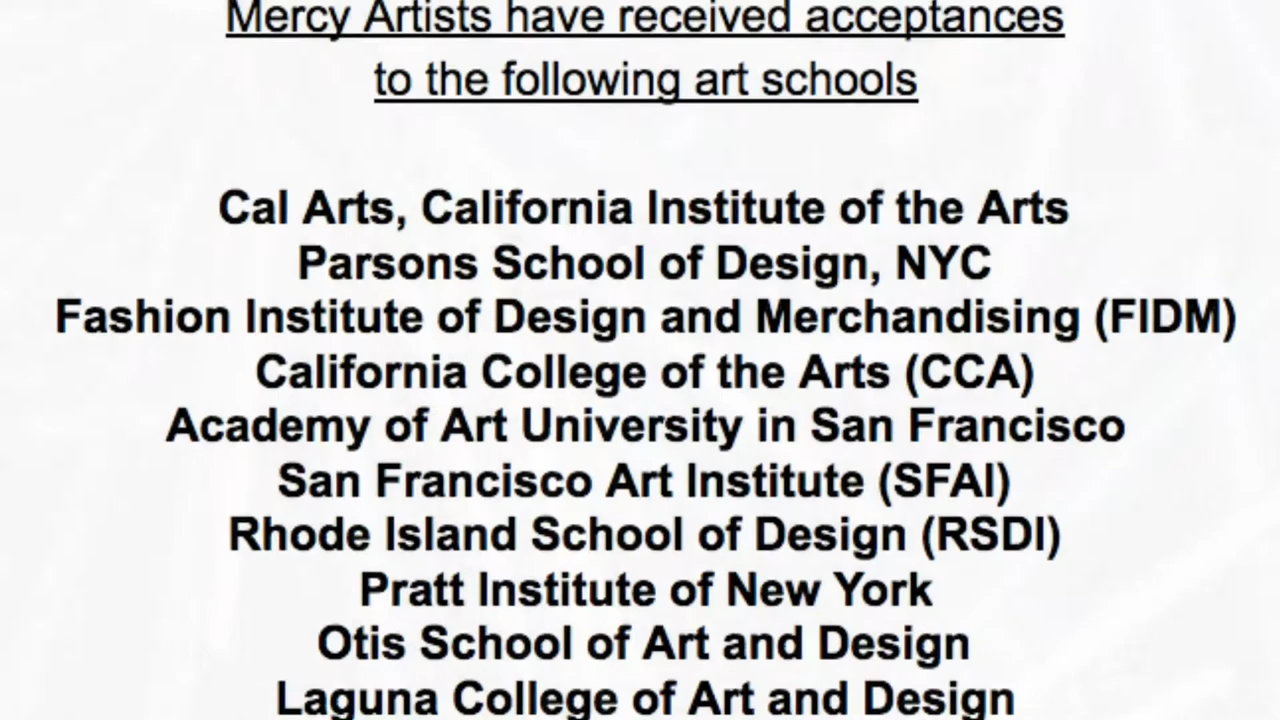 Mercy Artists have received acceptances
to the following art schools
Cal Arts, California Institute of the Arts
Parsons School of Design, NYC
Fashion Institute of Design and Merchandising (FIDM)
California College of the Arts (CCA)
Academy of Art University in San Francisco
San Francisco Art Institute (SFAI)
Rhode Island School of Design (RSDI)
Pratt Institute of New York
Otis School of Art and Design
Laguna College of Art and Design